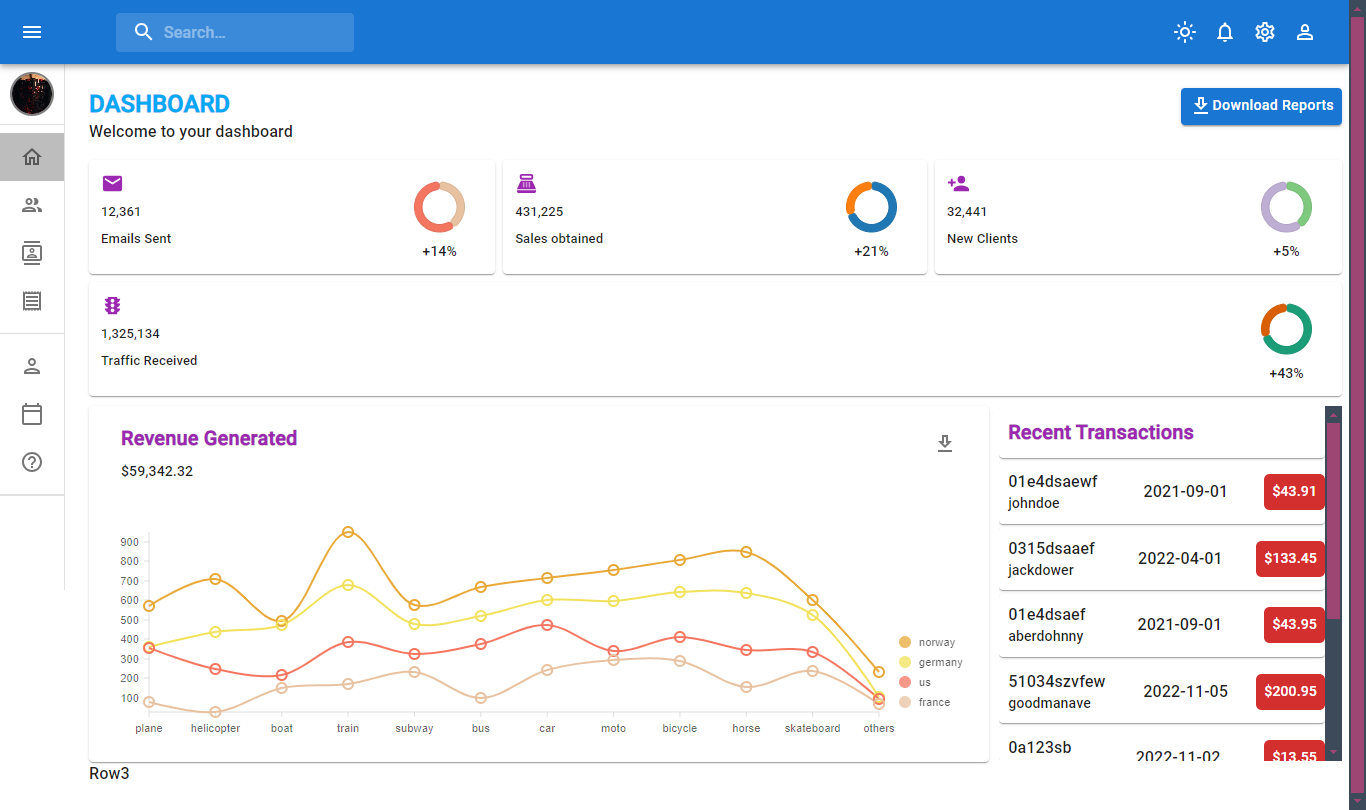 Search...
DASHBOARD
Welcome to your dashboard
Download Reports
12,361
Emails Sent
+14%
431,225
Sales obtained
+21%
32,441
New Clients
+5%
1,325,134
Traffic Received
+43%
Revenue Generated
$59,342.32
900
800
700
600
500
400
300
200
100
plane helicopter boat train subway bus car moto bicycle horse skateboard others
norway
germany
us
france
Recent Transactions
01e4dsaewf
johndoe
2021-09-01
$43.91
0315dsaaef
jackdower
2022-04-01
$133.45
01e4dsaef
aberdohnny
2021-09-01
$43.95
51034szvfew
goodmanave
2022-11-05
$200.95
0a123sb
2022-11-02
$13.55
Row3